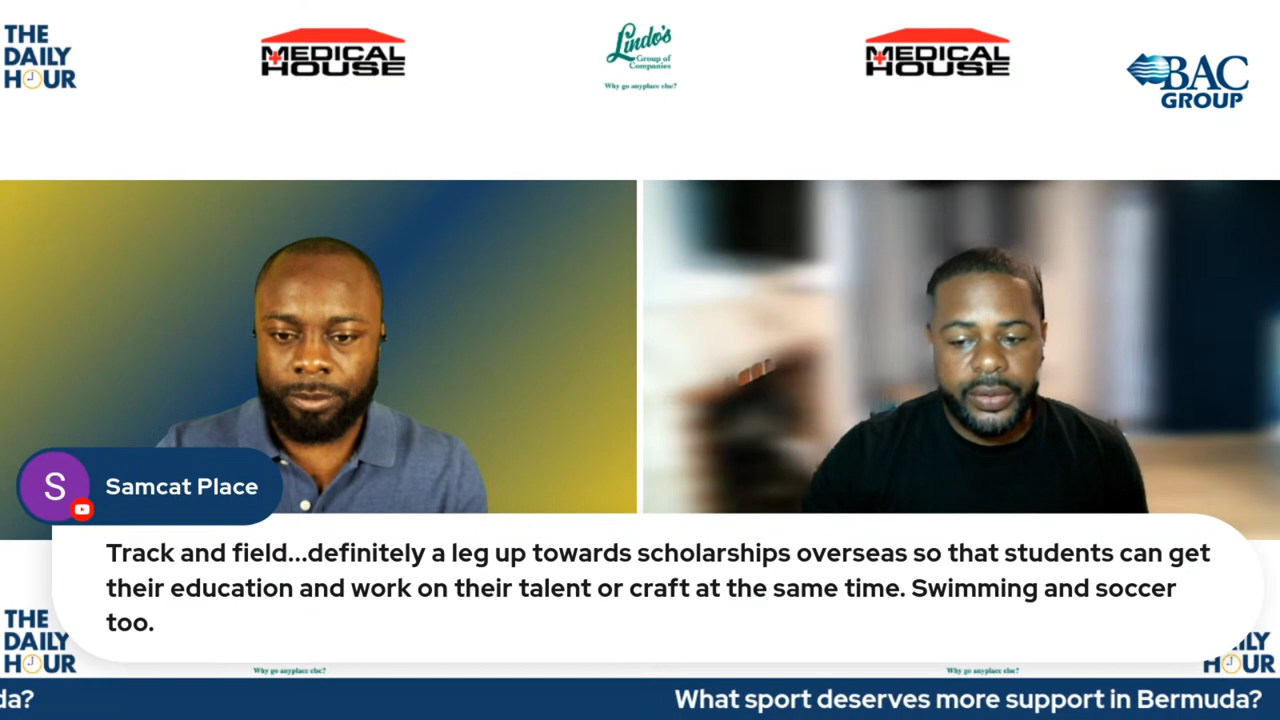 THE
DAILY
HOUR
MEDICAL
HOUSE
Lindo's
Group of
Companies
Why go anyplace else?
MEDICAL
HOUSE
BAC
GROUP
S
Samcat Place
Track and field...definitely a leg up towards scholarships overseas so that students can get
their education and work on their talent or craft at the same time. Swimming and soccer
too.
THE
DAILY
HOUR
Why go anyplace else?
Why go anyplace else?
ILY
HOUR
da?
What sport deserves more support in Bermuda?